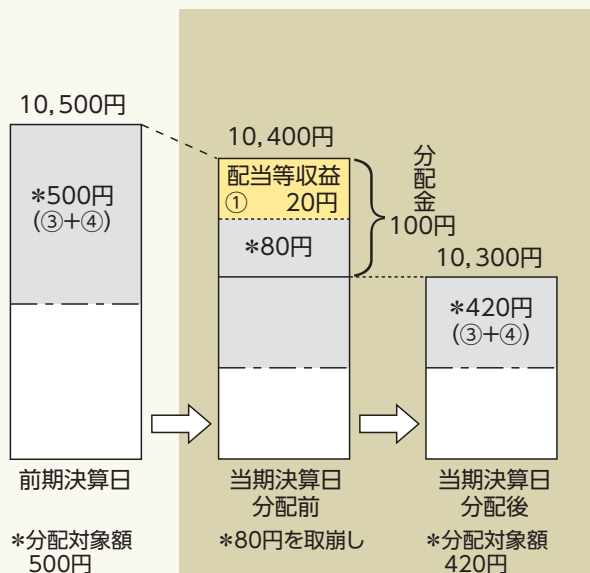 10,500円
*500円
(③+④)
前期決算日
*分配対象額
500円
10,400円
配当等収益
① 20円
*80円
分配金
100円
当期決算日
分配前
*80円を取崩し
10,300円
*420円
(③+④)
当期決算日
分配後
*分配対象額
420円